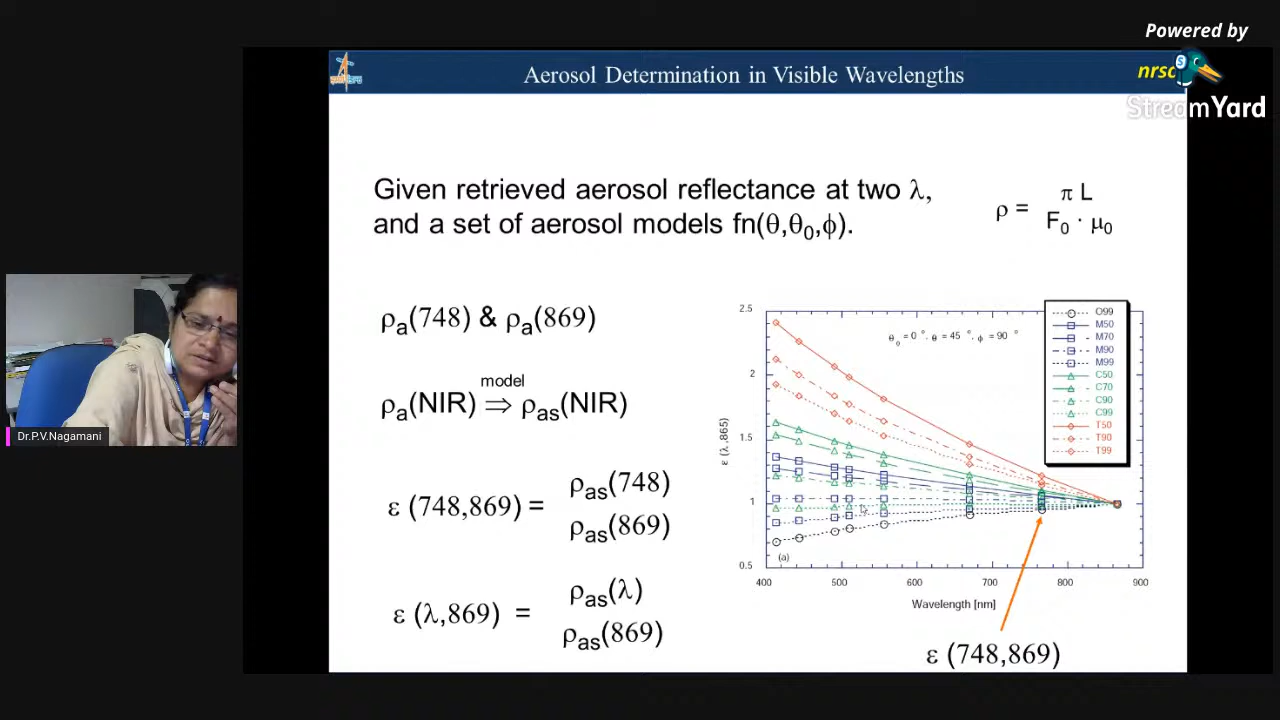 Powered by
nrsc
StreamYard
Aerosol Determination in Visible Wavelengths
Given retrieved aerosol reflectance at two λ,
and a set of aerosol models fn(θ,θ₀,ϕ).
ρ = π L
F₀ · μ₀
ρa(748) & ρa(869)
model
ρa(NIR) ⇒ ρas(NIR)
ε (748,869) = ρas(748)
ρas(869)
ε (λ,869) = ρas(λ)
ρas(869)
2.5
2
1.5
1
0.5
ε (λ,865)
θo = 0 °, θ = 45 °, ϕ = 90 °
O99
M50
M70
M90
M99
C50
C70
C90
C99
T50
T90
T99
(a)
400 500 600 700 800 900
Wavelength [nm]
ε (748,869)
Dr.P.V.Nagamani